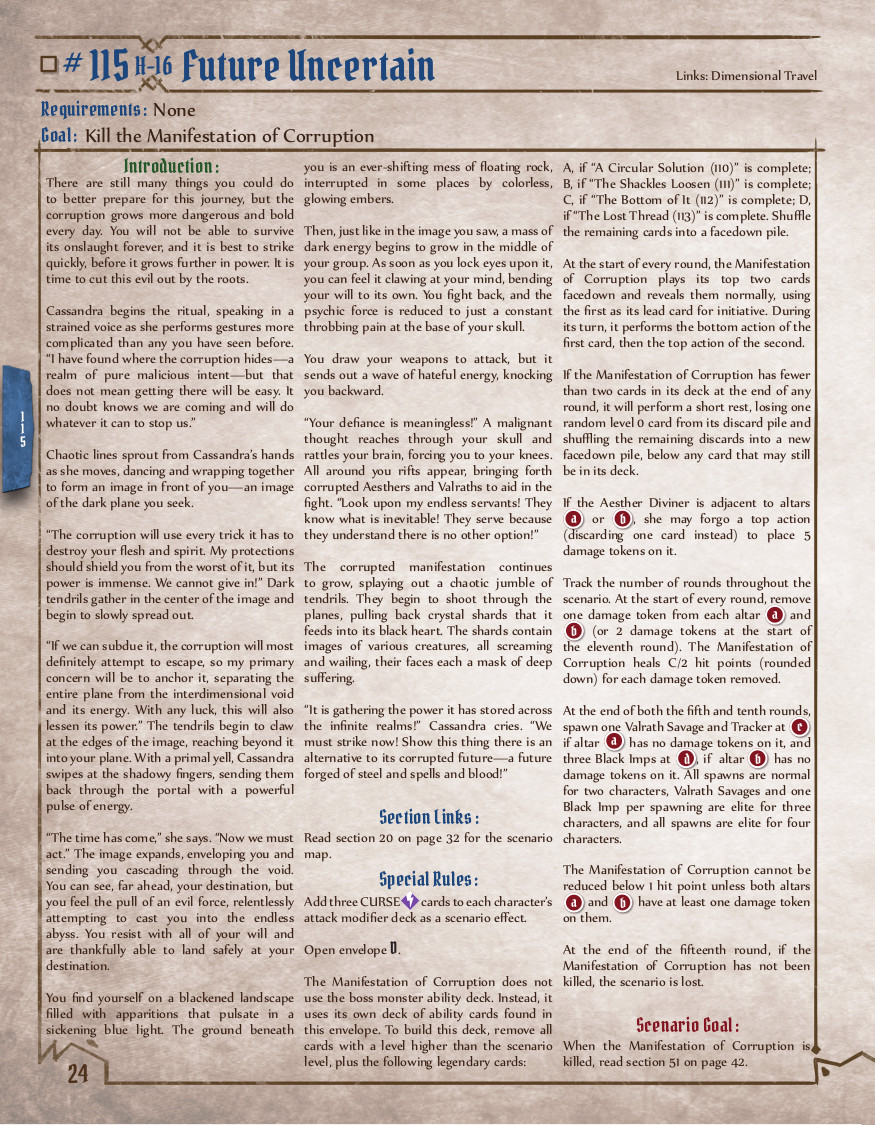 # 115 H-16 Future Uncertain
Links: Dimensional Travel
Requirements: None
Goal: Kill the Manifestation of Corruption
Introduction:
There are still many things you could do
to better prepare for this journey, but the
corruption grows more dangerous and bold
every day. You will not be able to survive
its onslaught forever, and it is best to strike
quickly, before it grows further in power. It is
time to cut this evil out by the roots.
Cassandra begins the ritual, speaking in a
strained voice as she performs gestures more
complicated than any you have seen before.
“I have found where the corruption hides—a
realm of pure malicious intent—but that
does not mean getting there will be easy. It
no doubt knows we are coming and will do
whatever it can to stop us.”
Chaotic lines sprout from Cassandra’s hands
as she moves, dancing and wrapping together
to form an image in front of you—an image
of the dark plane you seek.
“The corruption will use every trick it has to
destroy your flesh and spirit. My protections
should shield you from the worst of it, but its
power is immense. We cannot give in!” Dark
tendrils gather in the center of the image and
begin to slowly spread out.
“If we can subdue it, the corruption will most
definitely attempt to escape, so my primary
concern will be to anchor it, separating the
entire plane from the interdimensional void
and its energy. With any luck, this will also
lessen its power.” The tendrils begin to claw
at the edges of the image, reaching beyond it
into your plane. With a primal yell, Cassandra
swipes at the shadowy fingers, sending them
back through the portal with a powerful
pulse of energy.
“The time has come,” she says. “Now we must
act.” The image expands, enveloping you and
sending you cascading through the void.
You can see, far ahead, your destination, but
you feel the pull of an evil force, relentlessly
attempting to cast you into the endless
abyss. You resist with all of your will and
are thankfully able to land safely at your
destination.
You find yourself on a blackened landscape
filled with apparitions that pulsate in a
sickening blue light. The ground beneath
you is an ever-shifting mess of floating rock,
interrupted in some places by colorless,
glowing embers.
Then, just like in the image you saw, a mass of
dark energy begins to grow in the middle of
your group. As soon as you lock eyes upon it,
you can feel it clawing at your mind, bending
your will to its own. You fight back, and the
psychic force is reduced to just a constant
throbbing pain at the base of your skull.
You draw your weapons to attack, but it
sends out a wave of hateful energy, knocking
you backward.
“Your defiance is meaningless!” A malignant
thought reaches through your skull and
rattles your brain, forcing you to your knees.
All around you rifts appear, bringing forth
corrupted Aesthers and Valraths to aid in the
fight. “Look upon my endless servants! They
know what is inevitable! They serve because
they understand there is no other option!”
The corrupted manifestation continues
to grow, splaying out a chaotic jumble of
tendrils. They begin to shoot through the
planes, pulling back crystal shards that it
feeds into its black heart. The shards contain
images of various creatures, all screaming
and wailing, their faces each a mask of deep
suffering.
“It is gathering the power it has stored across
the infinite realms!” Cassandra cries. “We
must strike now! Show this thing there is an
alternative to its corrupted future—a future
forged of steel and spells and blood!”
Section Links:
Read section 20 on page 32 for the scenario
map.
Special Rules:
Add three CURSE cards to each character’s
attack modifier deck as a scenario effect.
Open envelope D.
The Manifestation of Corruption does not
use the boss monster ability deck. Instead, it
uses its own deck of ability cards found in
this envelope. To build this deck, remove all
cards with a level higher than the scenario
level, plus the following legendary cards:
A, if “A Circular Solution (110)” is complete;
B, if “The Shackles Loosen (111)” is complete;
C, if “The Bottom of It (112)” is complete; D,
if “The Lost Thread (113)” is complete. Shuffle
the remaining cards into a facedown pile.
At the start of every round, the Manifestation
of Corruption plays its top two cards
facedown and reveals them normally, using
the first as its lead card for initiative. During
its turn, it performs the bottom action of the
first card, then the top action of the second.
If the Manifestation of Corruption has fewer
than two cards in its deck at the end of any
round, it will perform a short rest, losing one
random level 0 card from its discard pile and
shuffling the remaining discards into a new
facedown pile, below any card that may still
be in its deck.
If the Aesther Diviner is adjacent to altars
a or b, she may forgo a top action
(discarding one card instead) to place 5
damage tokens on it.
Track the number of rounds throughout the
scenario. At the start of every round, remove
one damage token from each altar a and
b (or 2 damage tokens at the start of
the eleventh round). The Manifestation of
Corruption heals C/2 hit points (rounded
down) for each damage token removed.
At the end of both the fifth and tenth rounds,
spawn one Valrath Savage and Tracker at c
if altar a has no damage tokens on it, and
three Black Imps at d, if altar b has no
damage tokens on it. All spawns are normal
for two characters, Valrath Savages and one
Black Imp per spawning are elite for three
characters, and all spawns are elite for four
characters.
The Manifestation of Corruption cannot be
reduced below 1 hit point unless both altars
a and b have at least one damage token
on them.
At the end of the fifteenth round, if the
Manifestation of Corruption has not been
killed, the scenario is lost.
Scenario Goal:
When the Manifestation of Corruption is
killed, read section 51 on page 42.
115
24